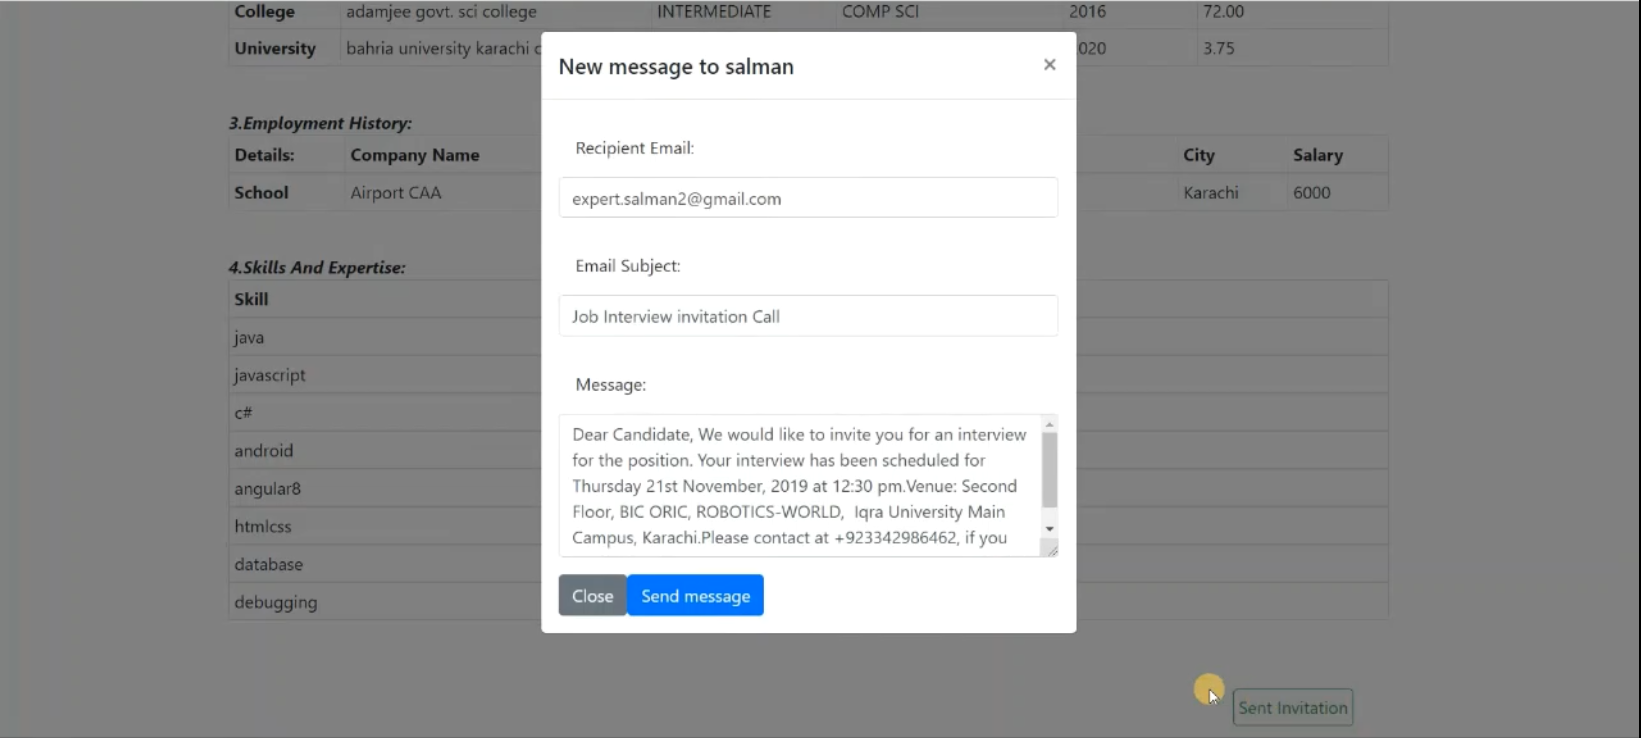 College adamjee govt. sci college INTERMEDIATE COMP SCI 2016 72.00
University bahria university karachi 020 3.75
New message to salman ×
3.Employment History:
Details: Company Name City Salary
School Airport CAA Karachi 6000
4.Skills And Expertise:
Skill
java
javascript
c#
android
angular8
htmlcss
database
debugging
Recipient Email:
expert.salman2@gmail.com
Email Subject:
Job Interview invitation Call
Message:
Dear Candidate, We would like to invite you for an interview
for the position. Your interview has been scheduled for
Thursday 21st November, 2019 at 12:30 pm.Venue: Second
Floor, BIC ORIC, ROBOTICS-WORLD, Iqra University Main
Campus, Karachi.Please contact at +923342986462, if you
Close Send message
Sent Invitation